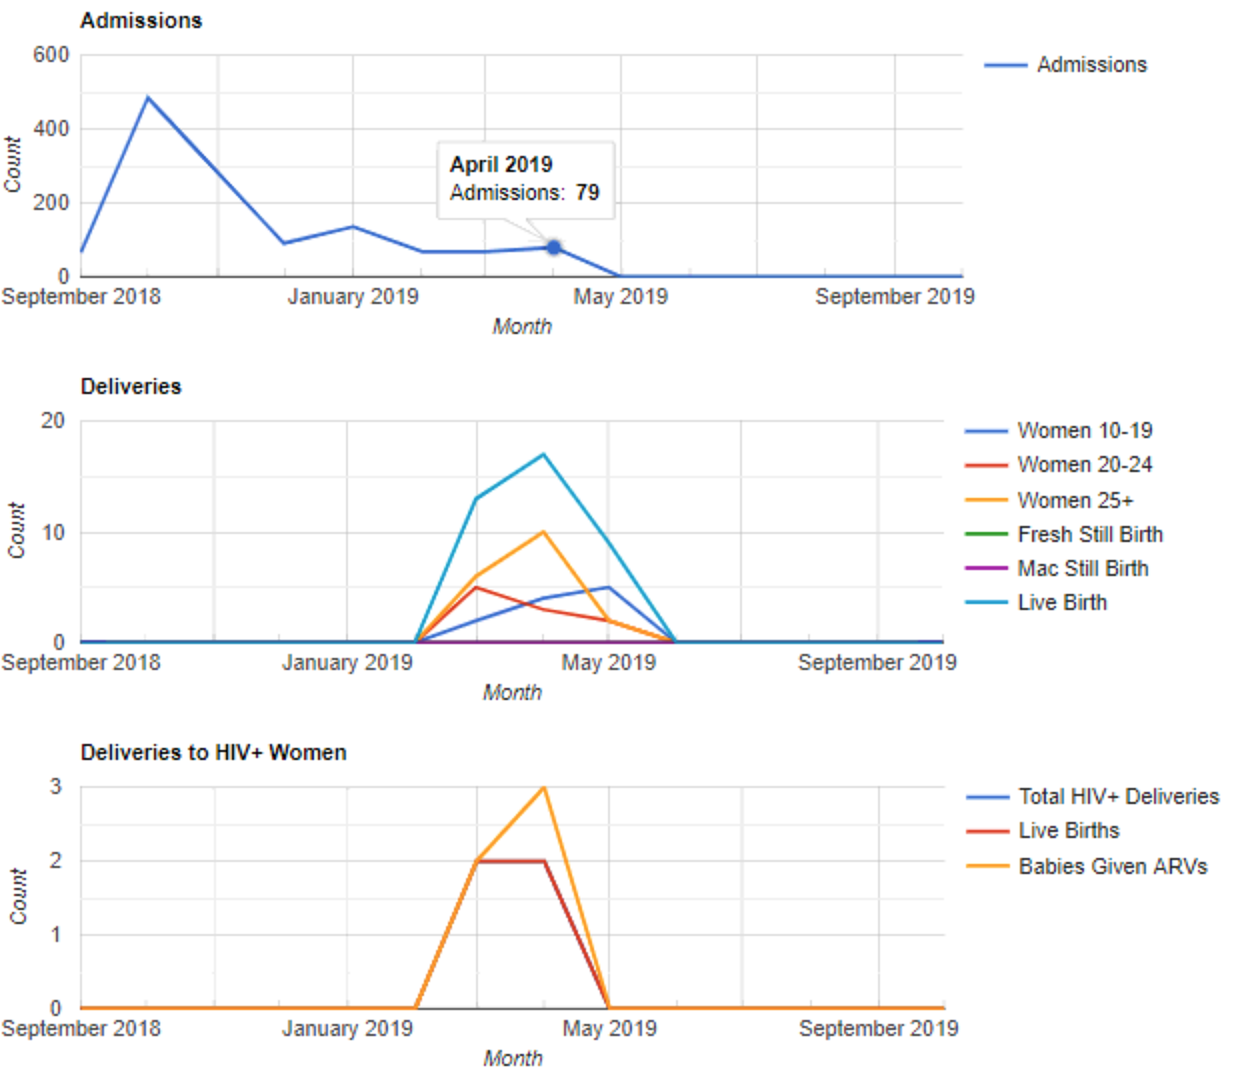 Admissions
600
400
200
0
Count
September 2018
January 2019
May 2019
September 2019
Month
Admissions
April 2019
Admissions: 79
Deliveries
20
10
0
Count
September 2018
January 2019
May 2019
September 2019
Month
Women 10-19
Women 20-24
Women 25+
Fresh Still Birth
Mac Still Birth
Live Birth
Deliveries to HIV+ Women
3
2
1
0
Count
September 2018
January 2019
May 2019
September 2019
Month
Total HIV+ Deliveries
Live Births
Babies Given ARVs